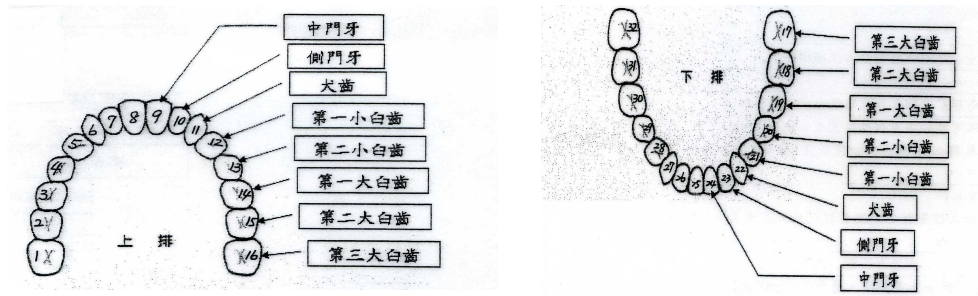 中門牙
側門牙
犬齒
第一小臼齒
第二小臼齒
第一大臼齒
第二大臼齒
第三大臼齒
1
2
3
4
5
6
7
8
9
10
11
12
13
14
15
16
上排
第三大臼齒
第二大臼齒
第一大臼齒
第二小臼齒
第一小臼齒
犬齒
側門牙
中門牙
17
18
19
20
21
22
23
24
25
26
27
28
29
30
31
32
下排